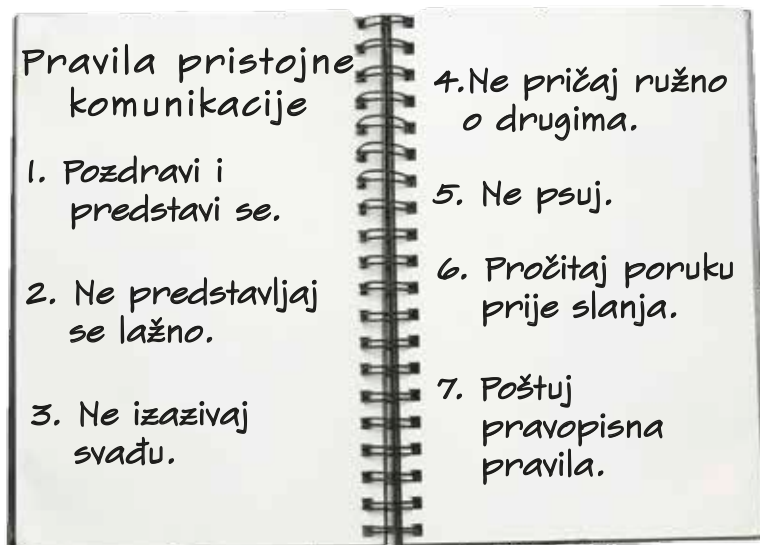 Pravila pristojne
komunikacije
1. Pozdravi i
predstavi se.
2. Ne predstavljaj
se lažno.
3. Ne izazivaj
svađu.
4. Ne pričaj ružno
o drugima.
5. Ne psuj.
6. Pročitaj poruku
prije slanja.
7. Poštuj
pravopisna
pravila.